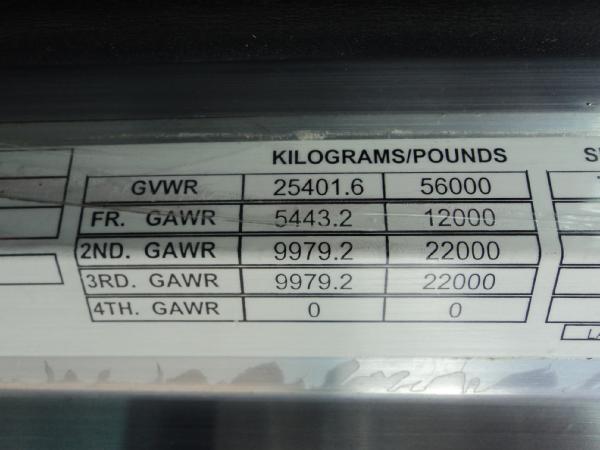 KILOGRAMS/POUNDS
GVWR 25401.6 56000
FR. GAWR 5443.2 12000
2ND. GAWR 9979.2 22000
3RD. GAWR 9979.2 22000
4TH. GAWR 0 0